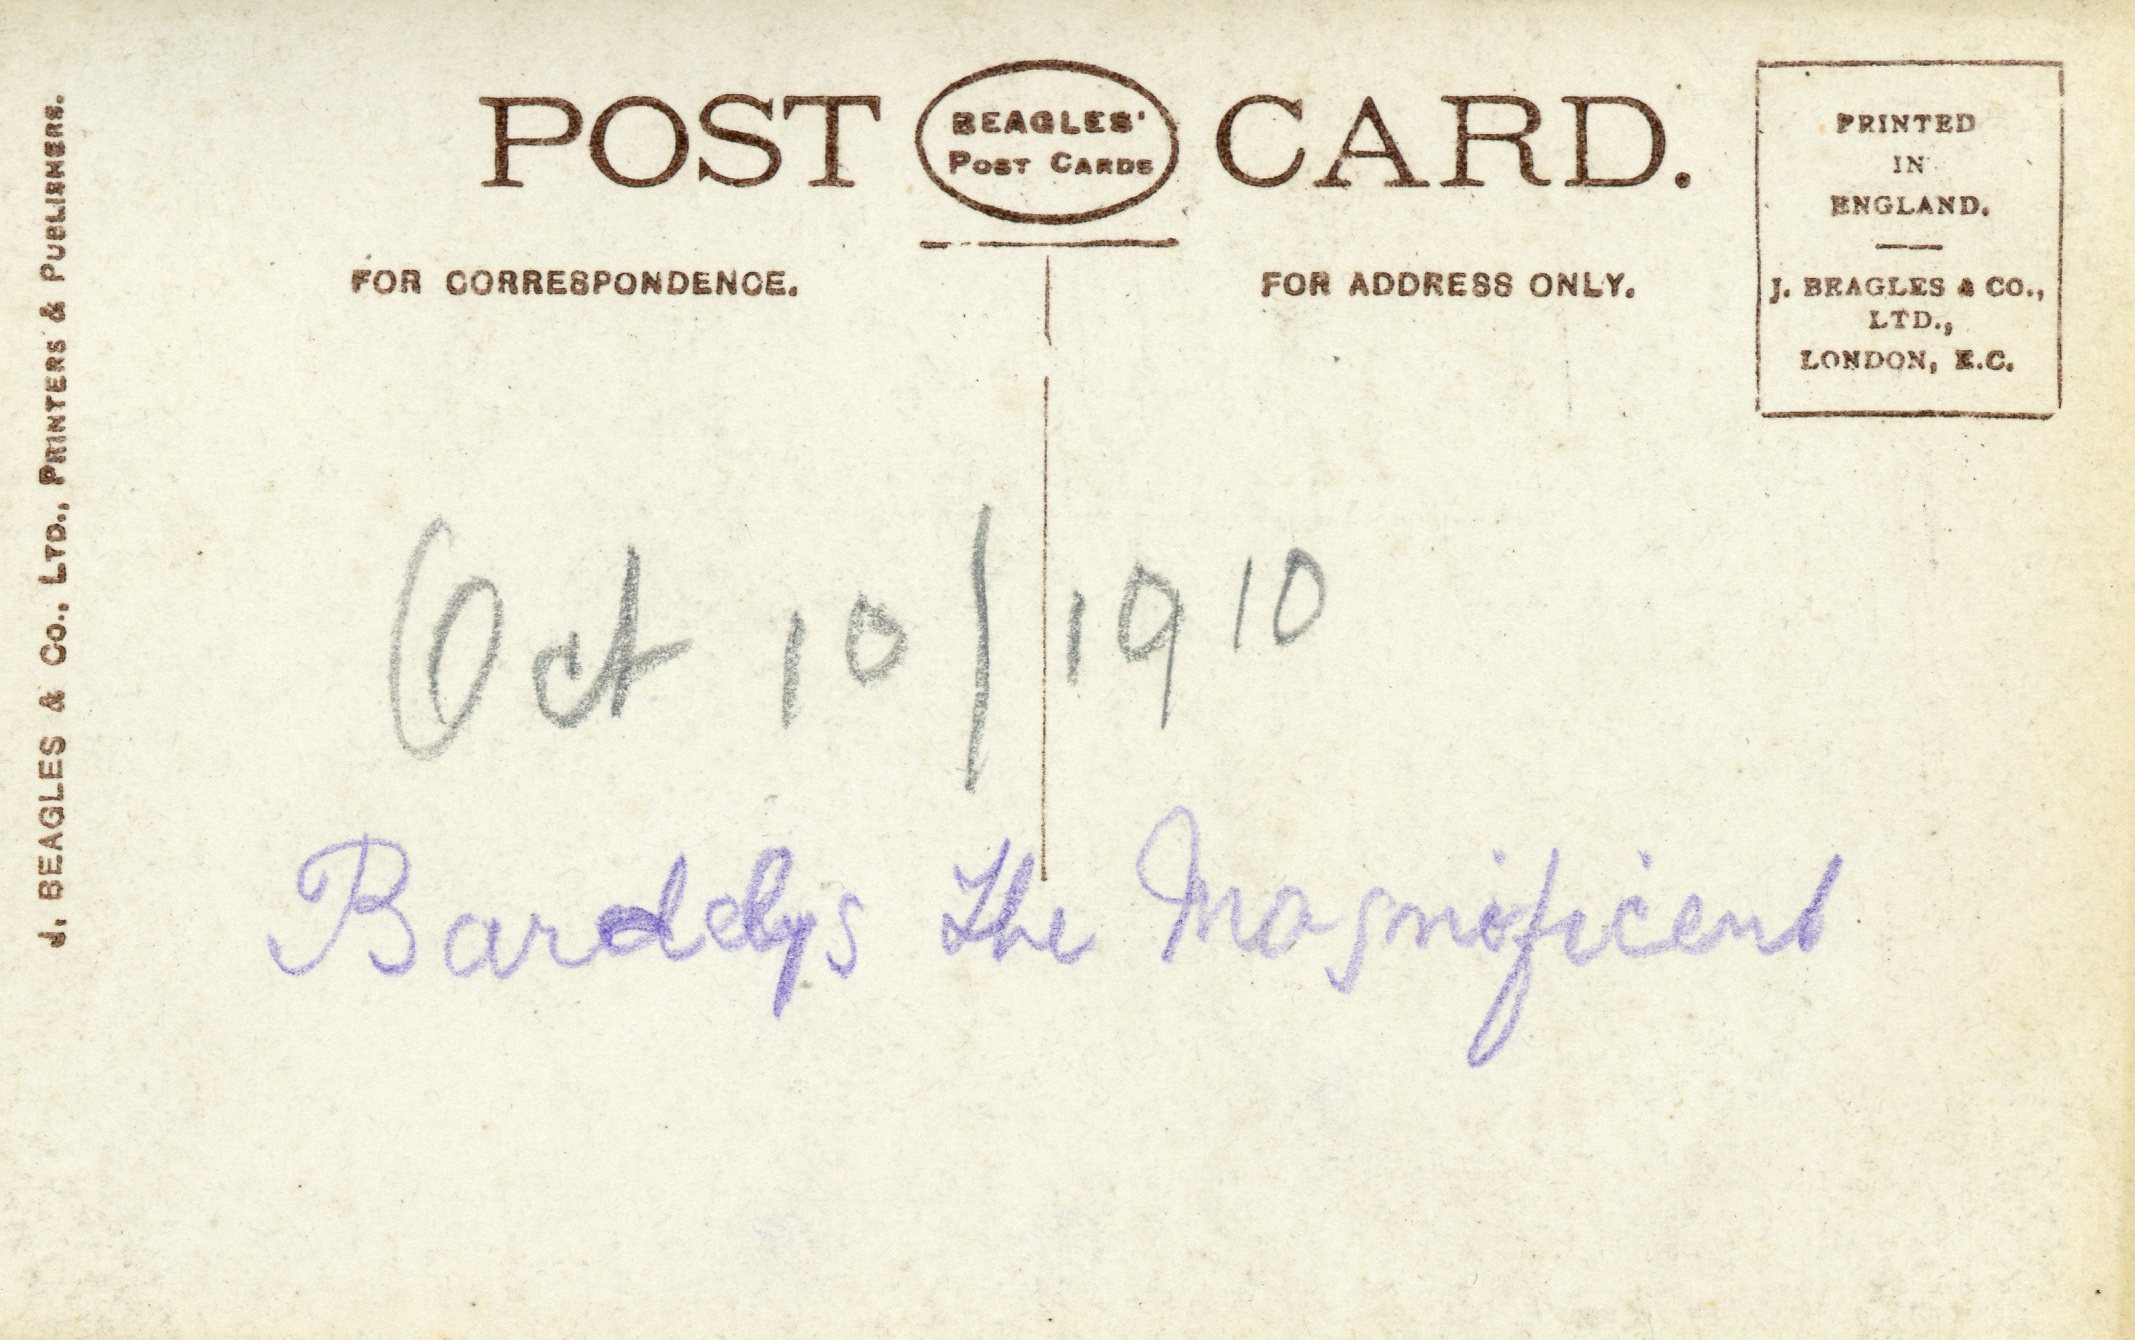 POST BEAGLES' POST CARDS CARD.
FOR CORRESPONDENCE.
FOR ADDRESS ONLY.
PRINTED
IN
ENGLAND.
J. BEAGLES & CO.,
LTD.,
LONDON, E.C.
J. BEAGLES & CO., LTD., PRINTERS & PUBLISHERS.
Oct 10/1910
Bardelys The Magnificent